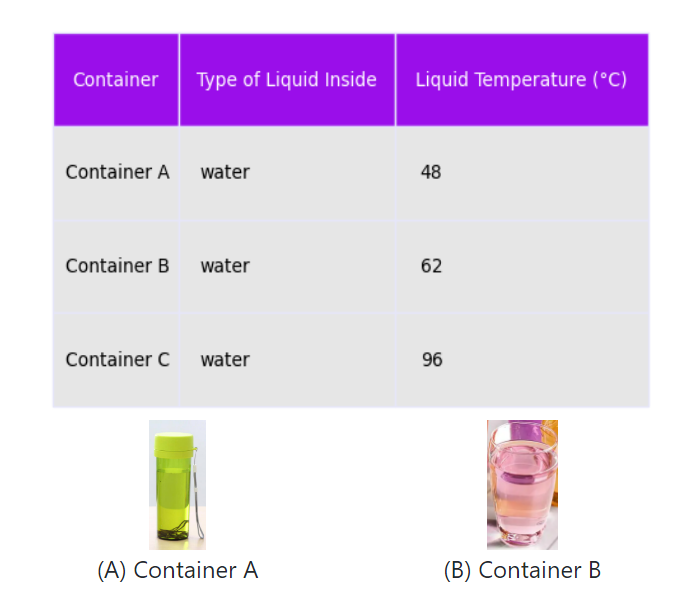 Container Type of Liquid Inside Liquid Temperature (°C)
Container A water 48
Container B water 62
Container C water 96
(A) Container A (B) Container B